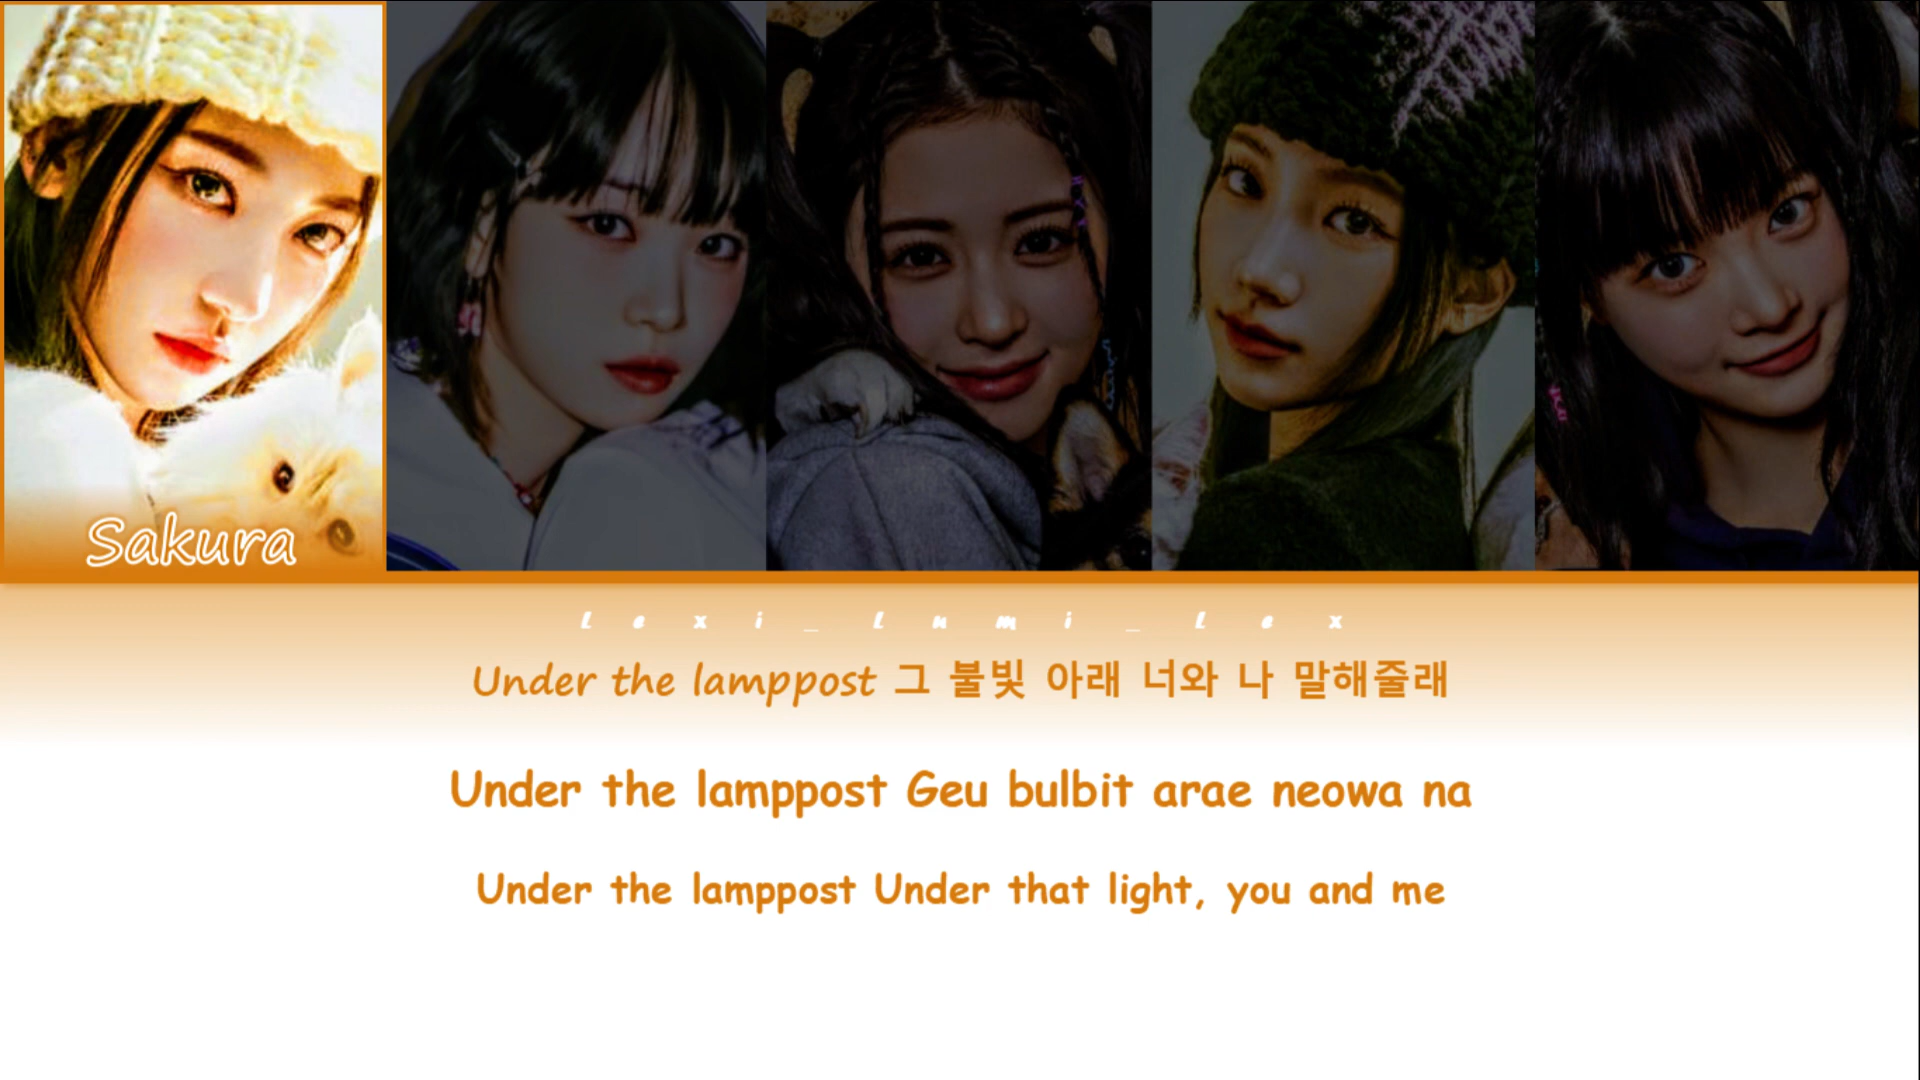 Sakura
Lexi_Lumi_Lex
Under the lamppost 그 불빛 아래 너와 나 말해줄래
Under the lamppost Geu bulbit arae neowa na
Under the lamppost Under that light, you and me